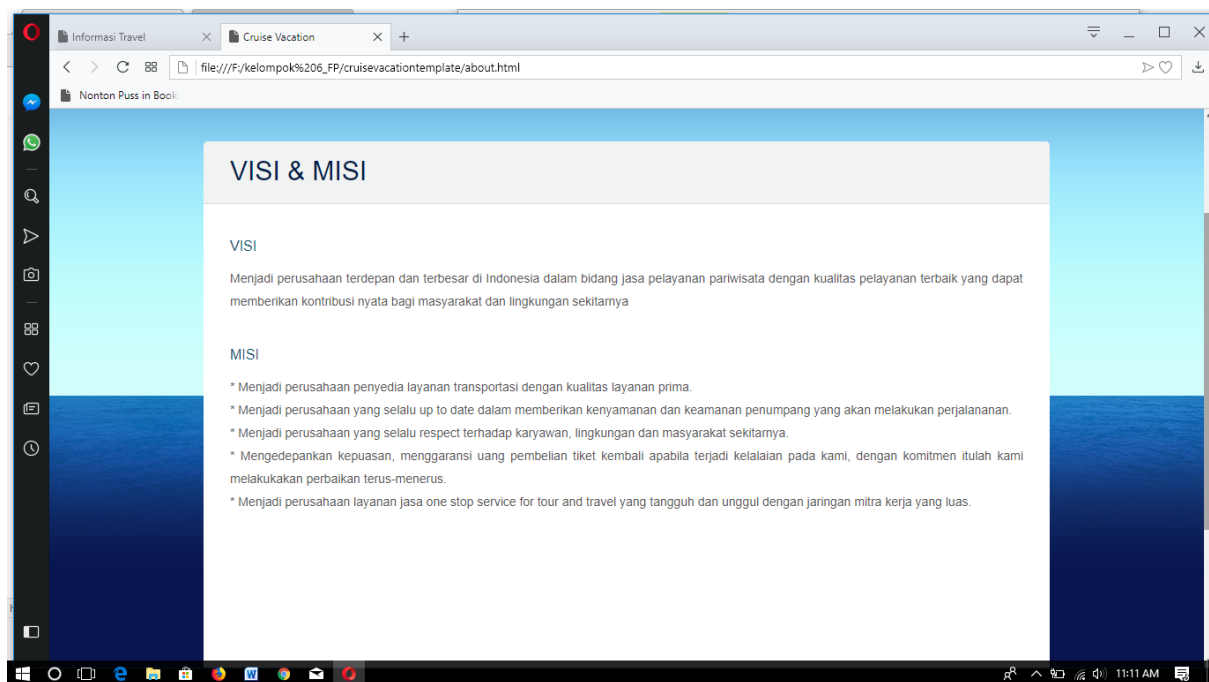 Informasi Travel
Cruise Vacation
file:///F:/kelompok%206_FP/cruisevacationtemplate/about.html
Nonton Puss in Book
VISI & MISI
VISI
Menjadi perusahaan terdepan dan terbesar di Indonesia dalam bidang jasa pelayanan pariwisata dengan kualitas pelayanan terbaik yang dapat
memberikan kontribusi nyata bagi masyarakat dan lingkungan sekitarnya
MISI
* Menjadi perusahaan penyedia layanan transportasi dengan kualitas layanan prima.
* Menjadi perusahaan yang selalu up to date dalam memberikan kenyamanan dan keamanan penumpang yang akan melakukan perjalananan.
* Menjadi perusahaan yang selalu respect terhadap karyawan, lingkungan dan masyarakat sekitarnya.
* Mengedepankan kepuasan, menggaransi uang pembelian tiket kembali apabila terjadi kelalaian pada kami, dengan komitmen itulah kami
melakukakan perbaikan terus-menerus.
* Menjadi perusahaan layanan jasa one stop service for tour and travel yang tangguh dan unggul dengan jaringan mitra kerja yang luas.
11:11 AM